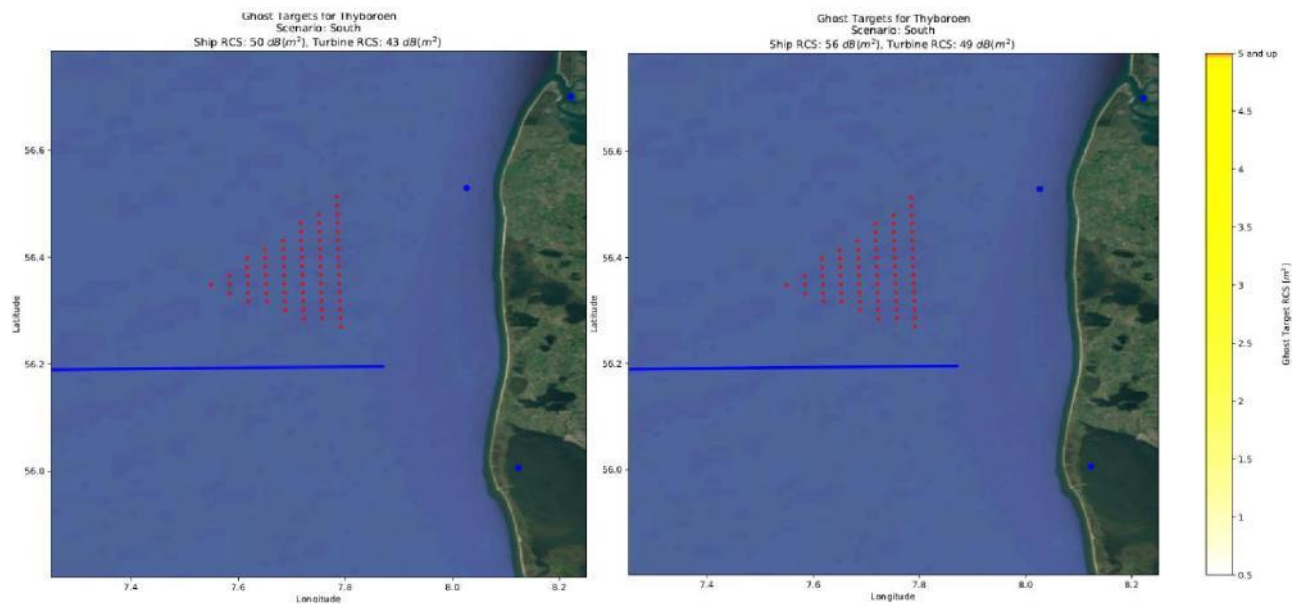 Ghost Targets for Thyboroen
Scenario: South
Ship RCS: 50 dB(m²), Turbine RCS: 43 dB(m²)
56.6
56.4
56.2
56.0
Latitude
7.4
7.6
7.8
8.0
8.2
Longitude
Ghost Targets for Thyboroen
Scenario: South
Ship RCS: 56 dB(m²), Turbine RCS: 49 dB(m²)
56.6
56.4
56.2
56.0
Latitude
7.4
7.6
7.8
8.0
8.2
Longitude
5 and up
4.5
4
3.5
3
2.5
2
1.5
1
0.5
Ghost Target RCS [m²]